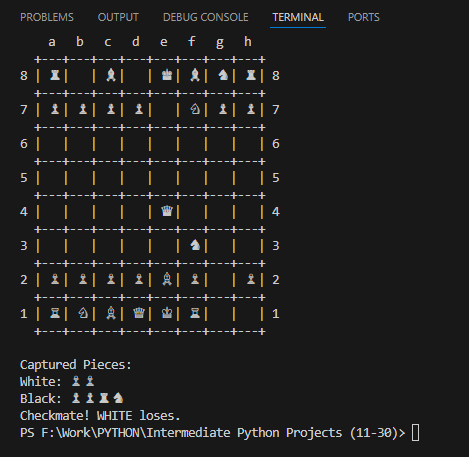 PROBLEMS OUTPUT DEBUG CONSOLE TERMINAL PORTS
a b c d e f g h
+---+---+---+---+---+---+---+---+
8 | ♜ |   | ♝ |   | ♚ | ♝ | ♞ | ♜ | 8
+---+---+---+---+---+---+---+---+
7 | ♟ | ♟ | ♟ | ♟ |   | ♘ | ♟ | ♟ | 7
+---+---+---+---+---+---+---+---+
6 |   |   |   |   |   |   |   |   | 6
+---+---+---+---+---+---+---+---+
5 |   |   |   |   |   |   |   |   | 5
+---+---+---+---+---+---+---+---+
4 |   |   |   |   | ♛ |   |   |   | 4
+---+---+---+---+---+---+---+---+
3 |   |   |   |   |   | ♞ |   |   | 3
+---+---+---+---+---+---+---+---+
2 | ♙ | ♙ | ♙ | ♙ | ♗ | ♙ |   | ♙ | 2
+---+---+---+---+---+---+---+---+
1 | ♖ | ♘ | ♗ | ♕ | ♔ | ♖ |   |   | 1
+---+---+---+---+---+---+---+---+
Captured Pieces:
White: ♙♙
Black: ♟♟♜♞
Checkmate! WHITE loses.
PS F:\Work\PYTHON\Intermediate Python Projects (11-30)>